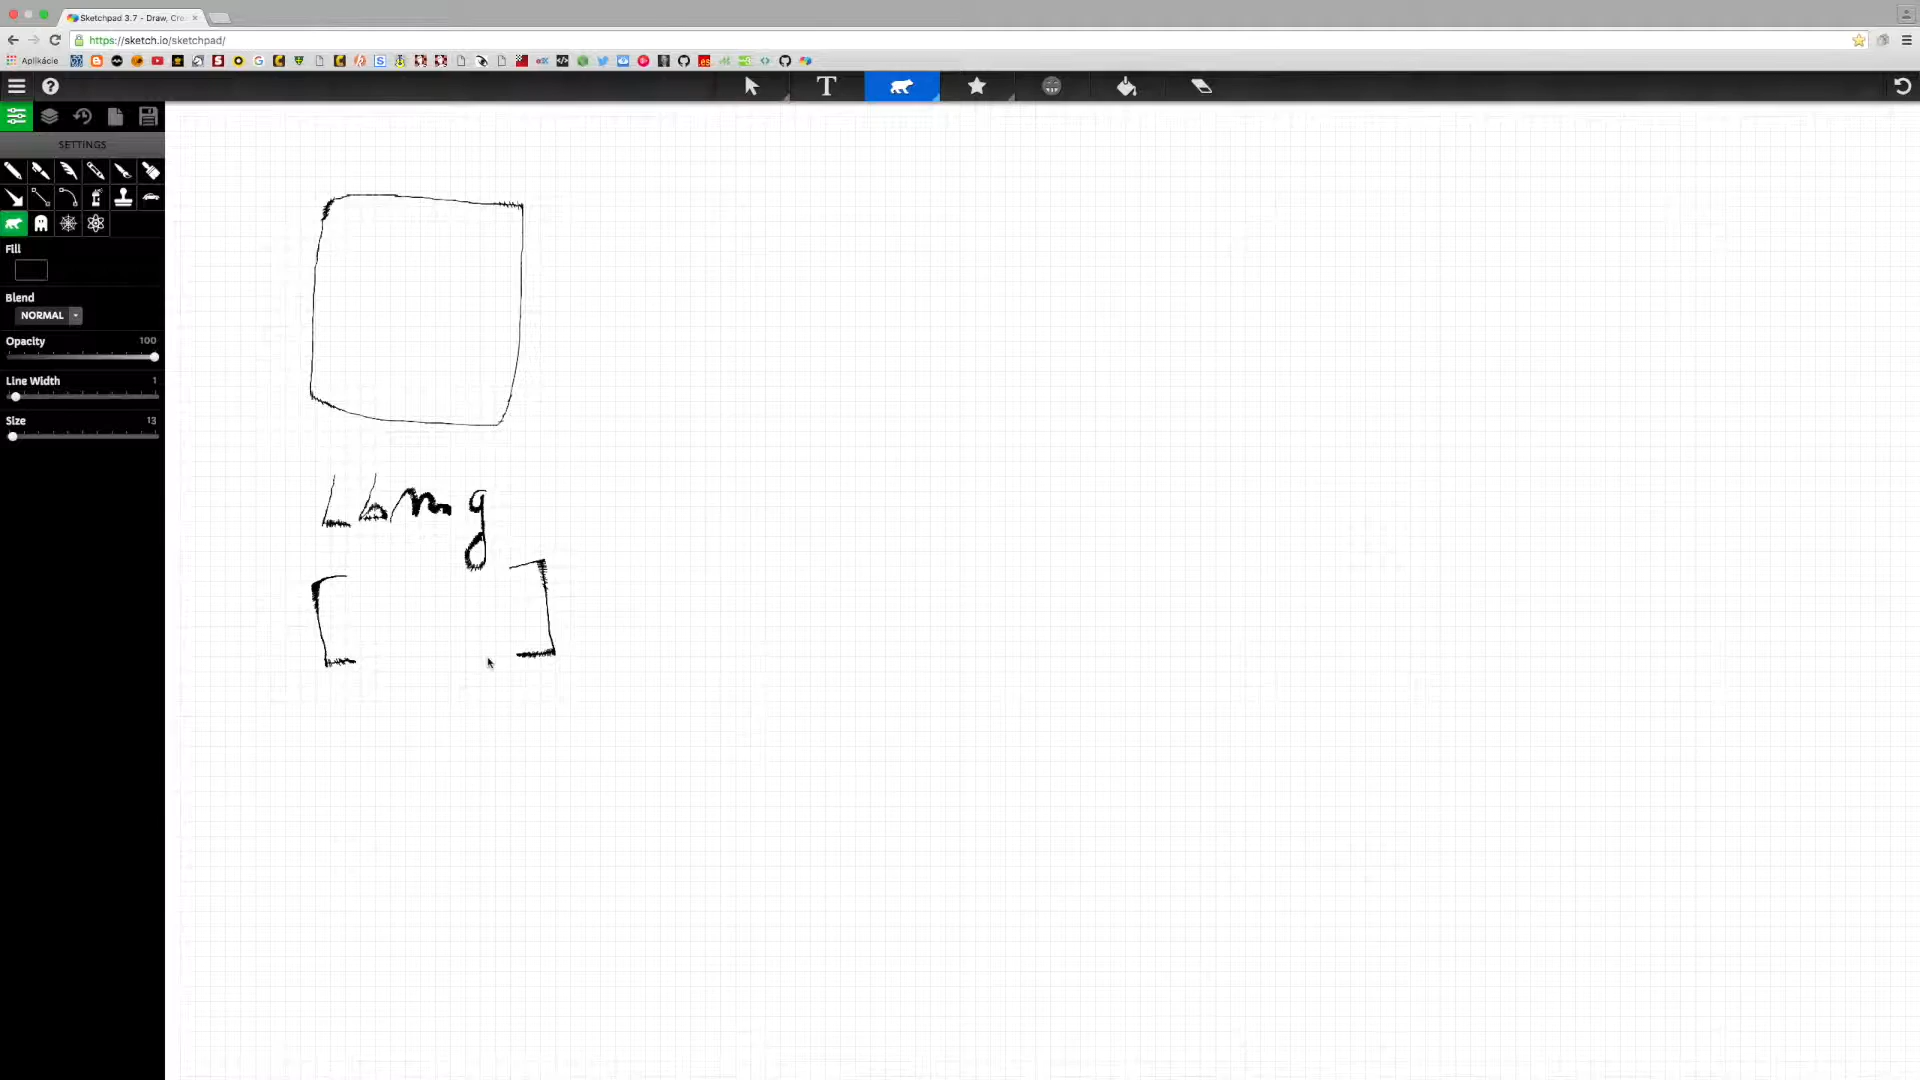 Sketchpad 3.7 - Draw, Cre
https://sketch.io/sketchpad/
Aplikácie
T
SETTINGS
Fill
Blend
NORMAL
Opacity 100
Line Width 1
Size 13
[ ]